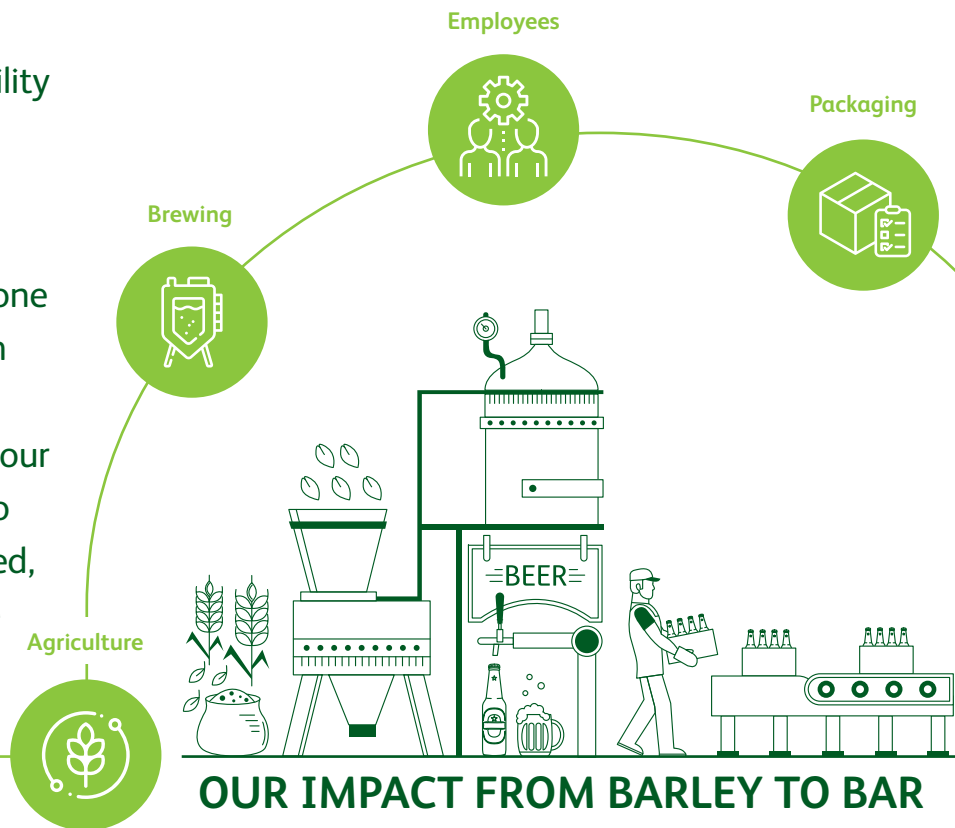 ility
one
our
ed,
Employees
Packaging
Brewing
Agriculture
BEER
OUR IMPACT FROM BARLEY TO BAR